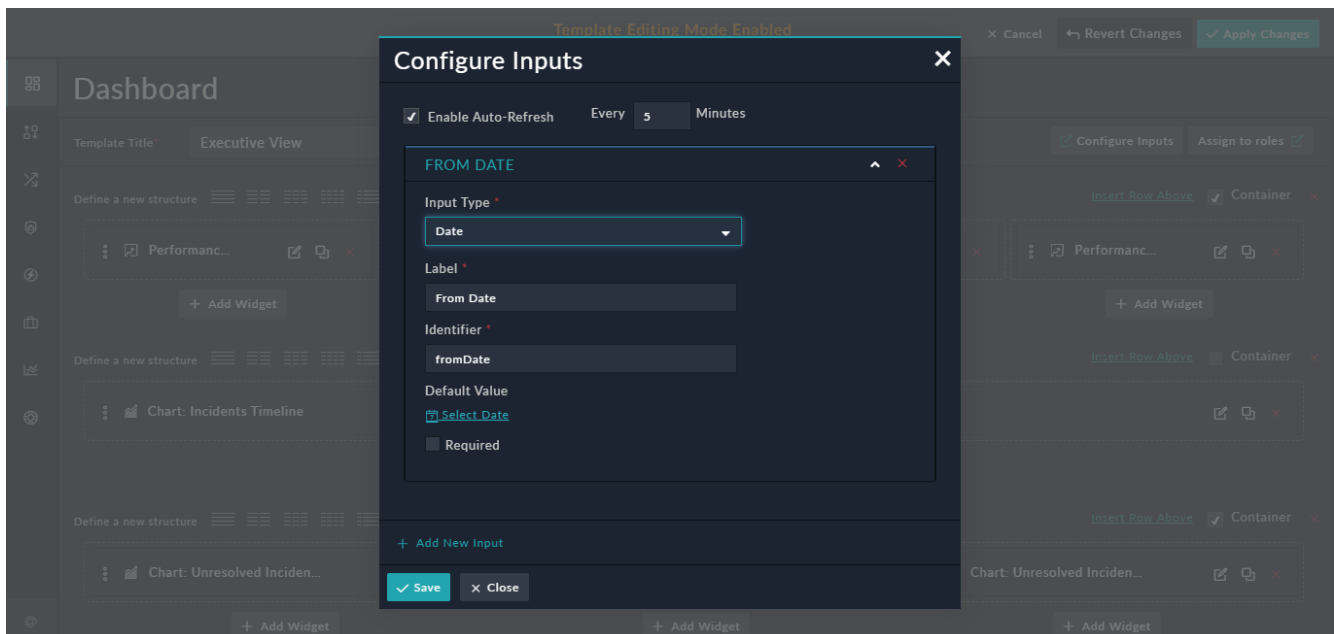 Template Editing Mode Enabled
Cancel
Revert Changes
Apply Changes
Configure Inputs
Dashboard
Enable Auto-Refresh Every 5 Minutes
Template Title*
Executive View
Configure Inputs
Assign to roles
FROM DATE
Input Type *
Date
Define a new structure
Insert Row Above
Container
Performanc...
Performanc...
Label *
From Date
+ Add Widget
+ Add Widget
Identifier *
fromDate
Define a new structure
Insert Row Above
Container
Default Value
Select Date
Chart: Incidents Timeline
Required
Define a new structure
Insert Row Above
Container
+ Add New Input
Chart: Unresolved Inciden...
Chart: Unresolved Inciden...
Save
Close
+ Add Widget
+ Add Widget
+ Add Widget